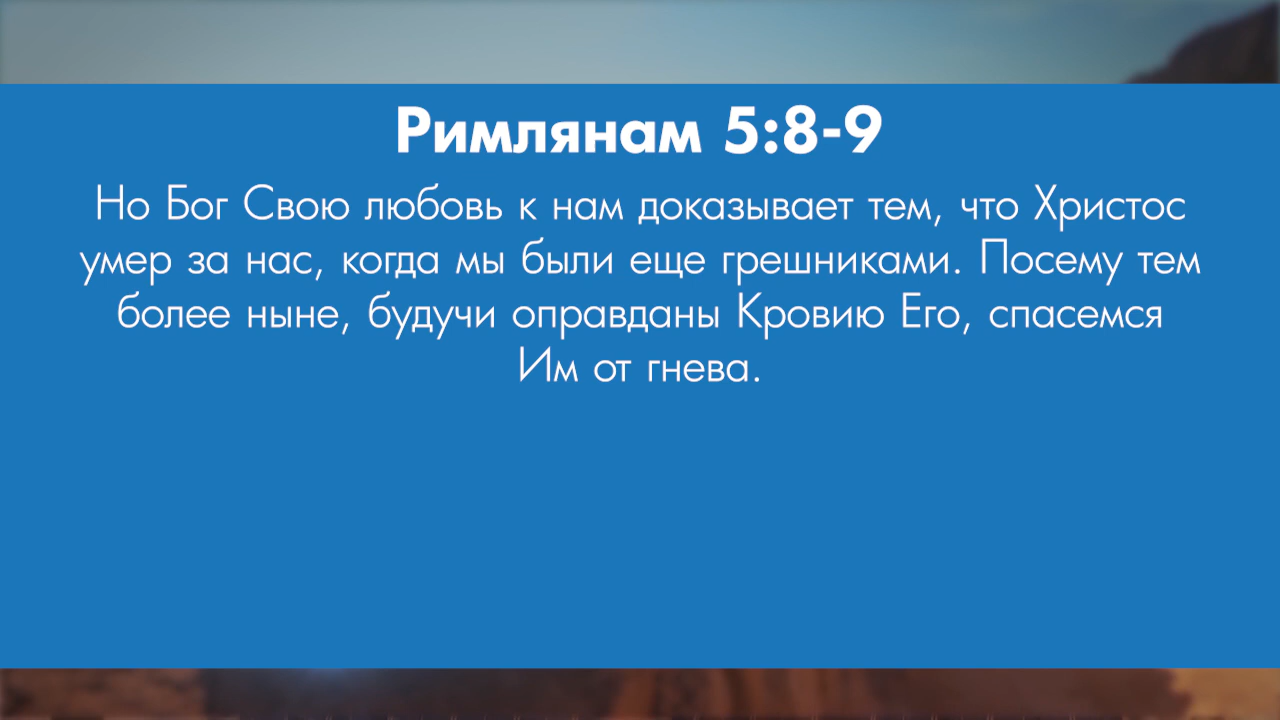 Римлянам 5:8-9
Но Бог Свою любовь к нам доказывает тем, что Христос
умер за нас, когда мы были еще грешниками. Посему тем
более ныне, будучи оправданы Кровию Его, спасемся
Им от гнева.